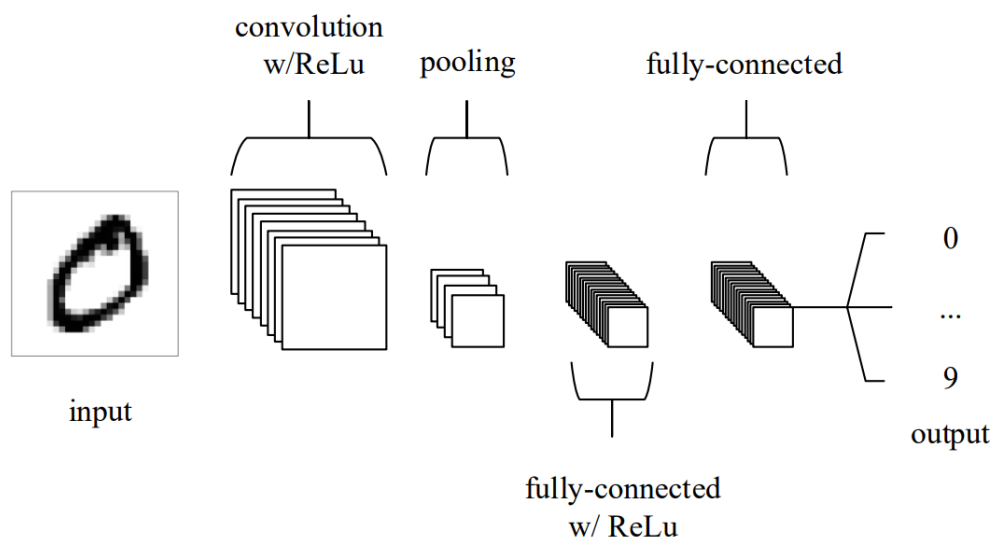 convolution
w/ReLu
pooling
fully-connected
0
...
9
input
output
fully-connected
w/ ReLu